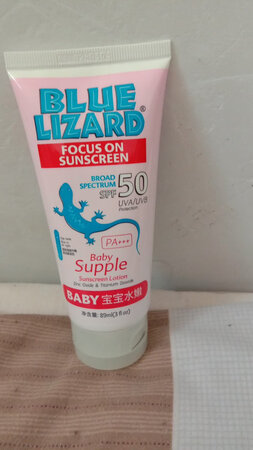 BLUE
LIZARD®
FOCUS ON
SUNSCREEN
BROAD
SPECTRUM
SPF 50
UVA/UVB
PA+++
Baby
Supple
Sunscreen Lotion
Zinc Oxide & Titanium Dioxide
BABY 宝宝水嫩
净含量: 89ml(3 fl oz)